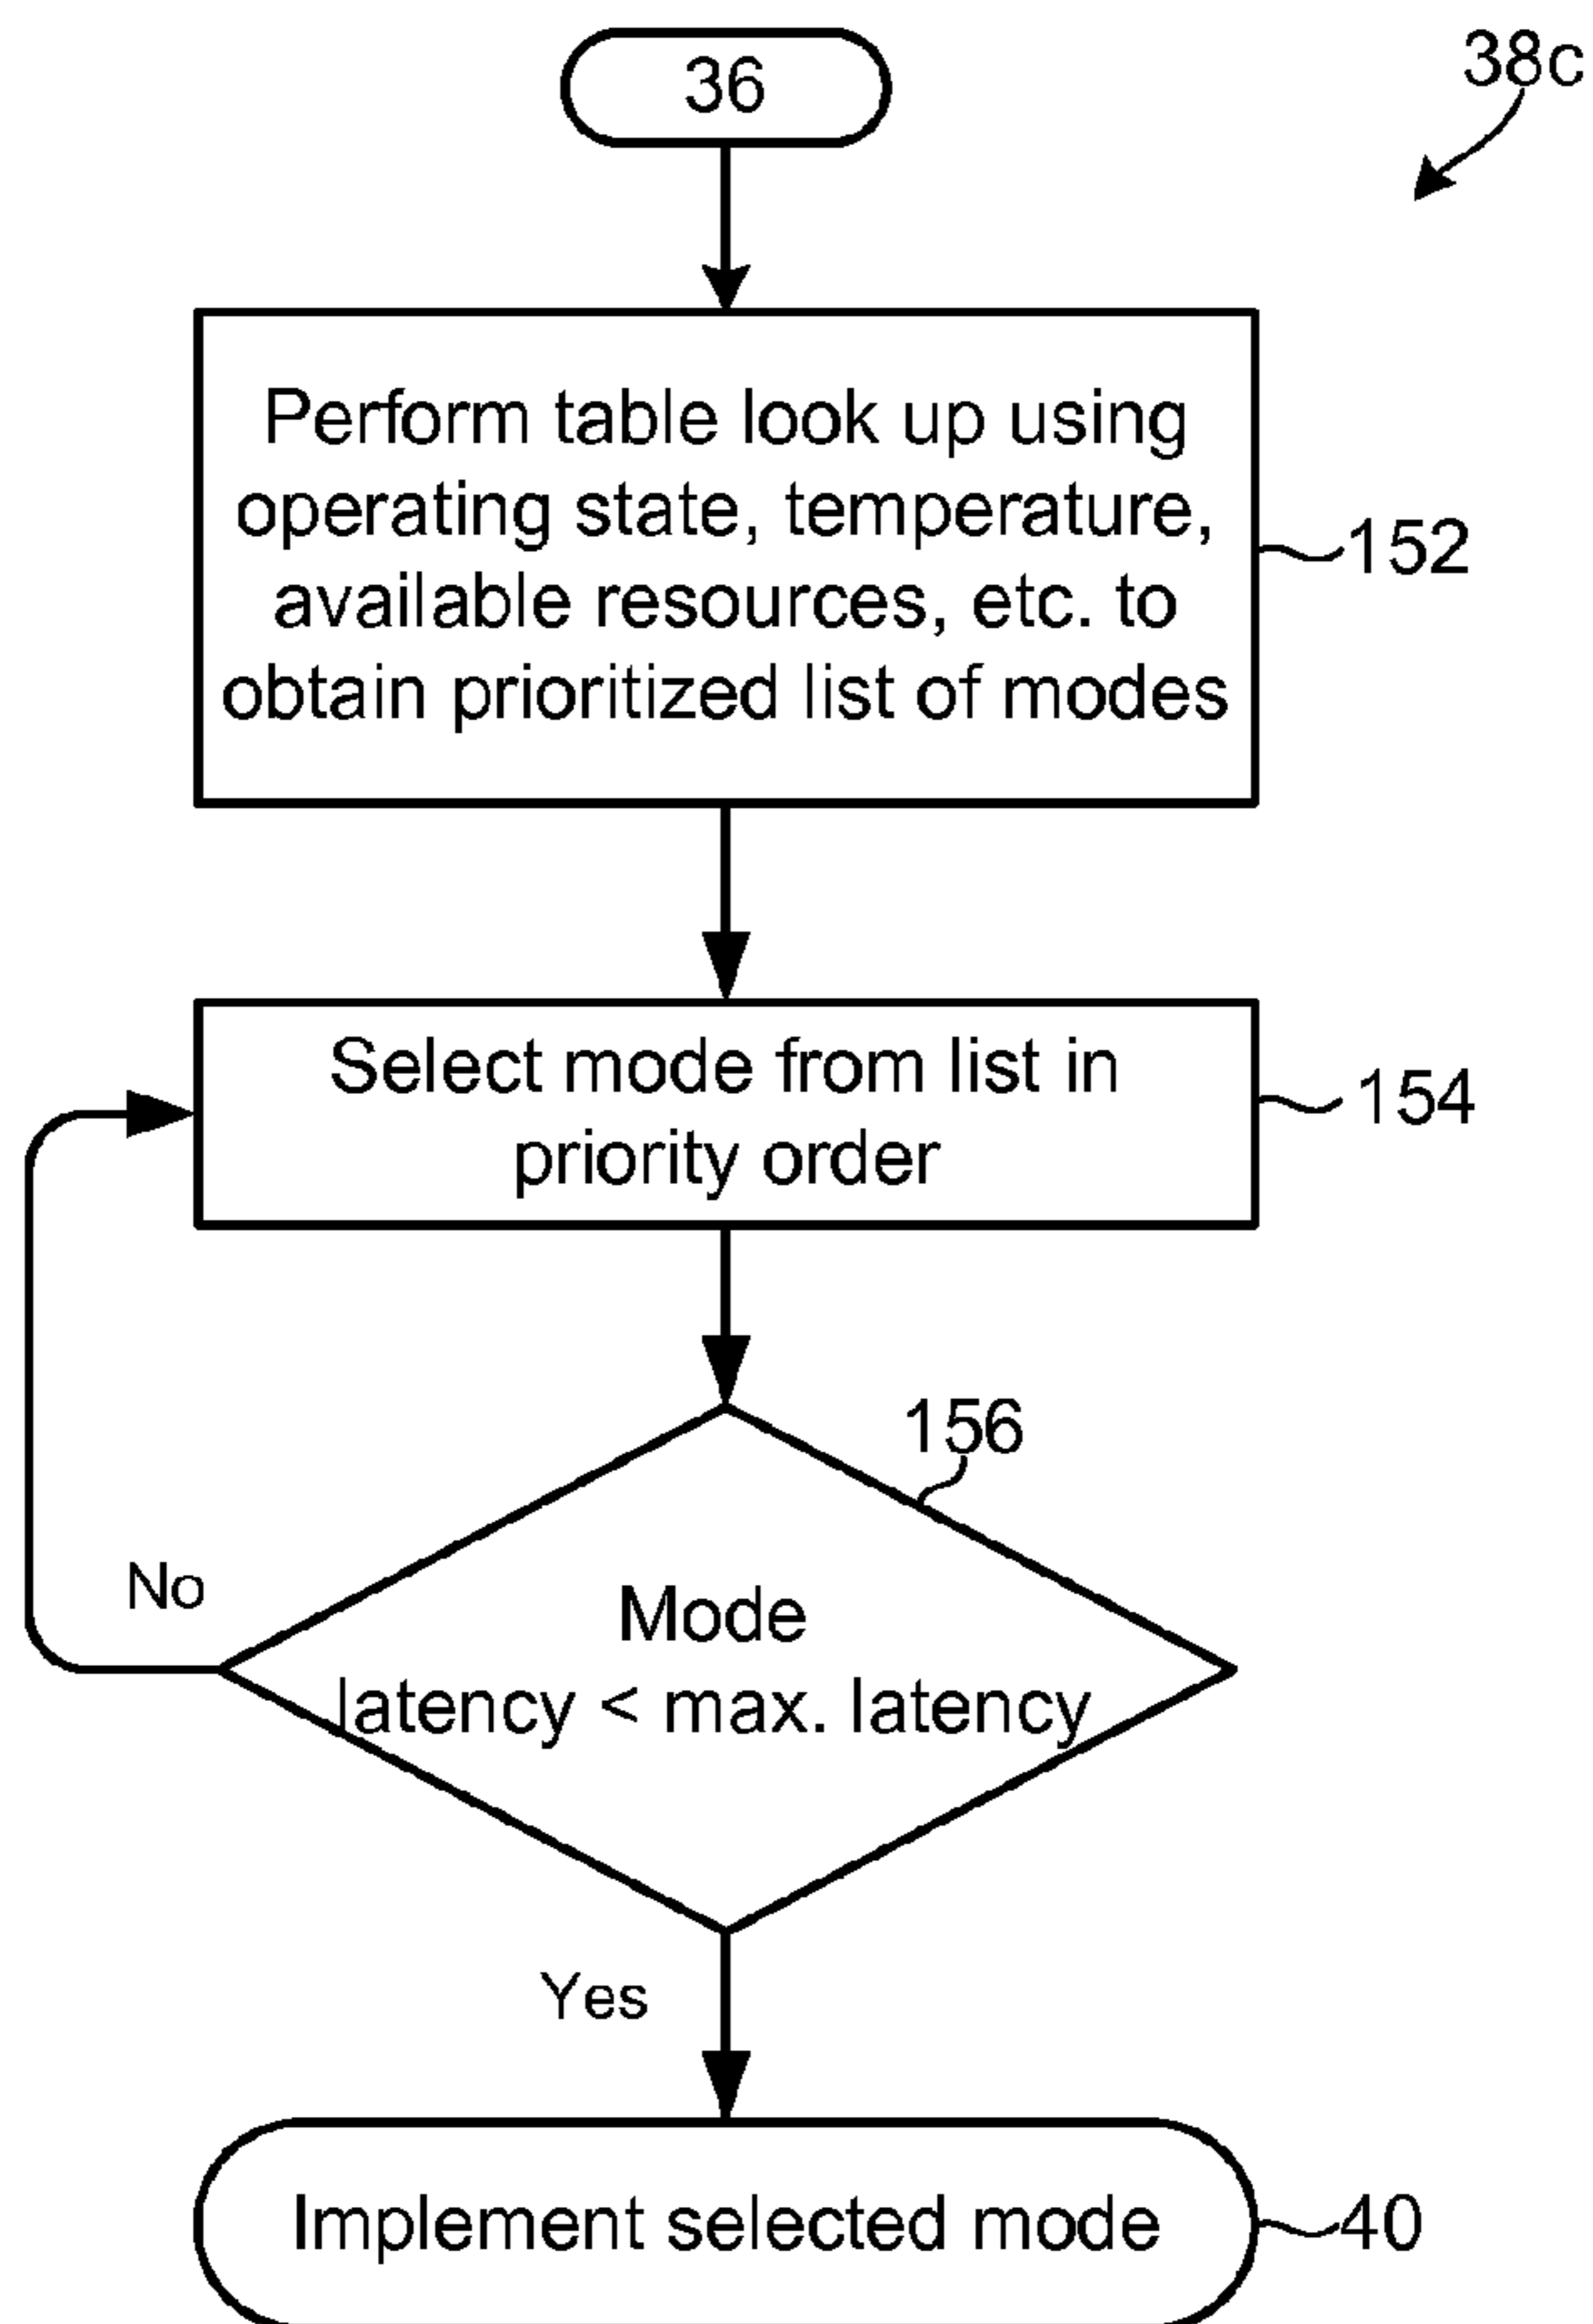 36
38c
Perform table look up using
operating state, temperature,
available resources, etc. to
obtain prioritized list of modes
152
Select mode from list in
priority order
154
156
No
Mode
latency < max. latency
Yes
Implement selected mode
40